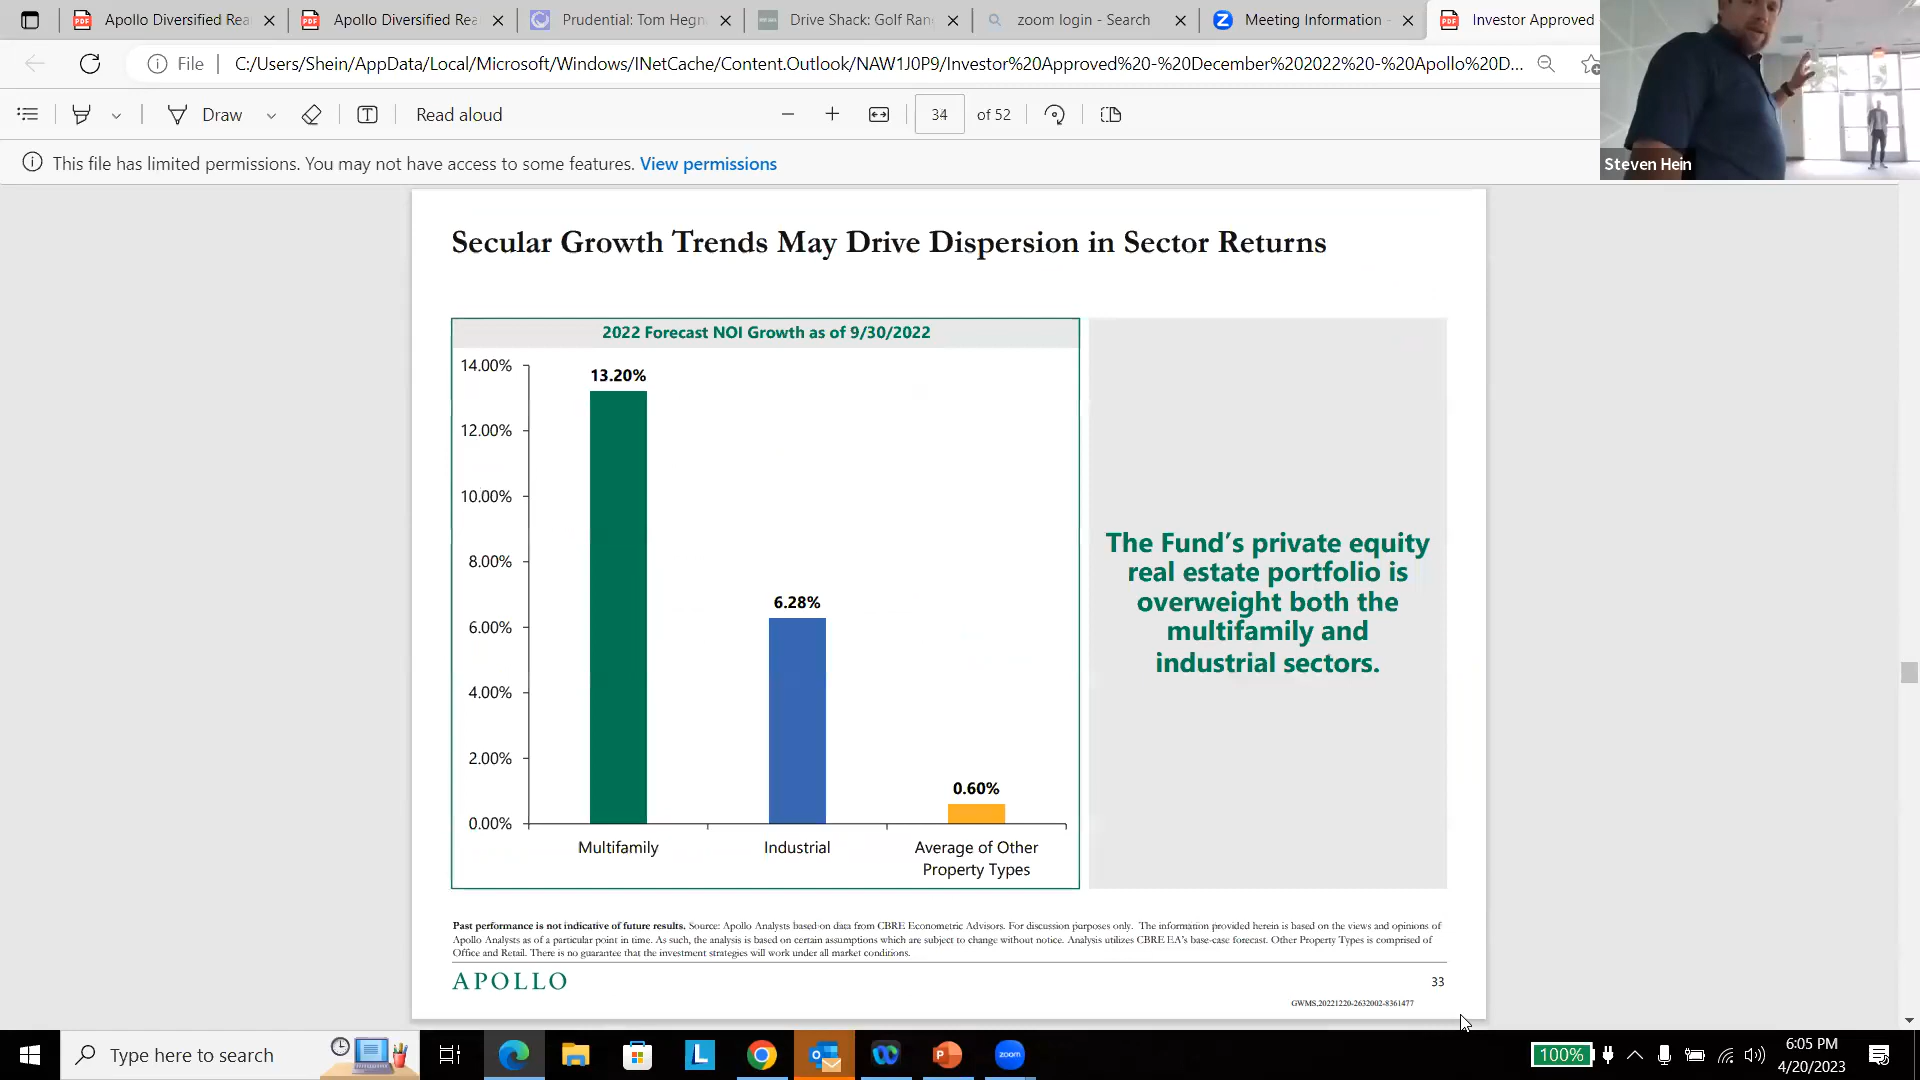 Apollo Diversified Rea
Apollo Diversified Rea
Prudential: Tom Hegn
Drive Shack: Golf Ran
zoom login - Search
Meeting Information -
Investor Approved
File
C:/Users/Shein/AppData/Local/Microsoft/Windows/INetCache/Content.Outlook/NAW1J0P9/Investor%20Approved%20-%20December%202022%20-%20Apollo%20D...
Draw
Read aloud
34
of 52
This file has limited permissions. You may not have access to some features. View permissions
Steven Hein
Secular Growth Trends May Drive Dispersion in Sector Returns
2022 Forecast NOI Growth as of 9/30/2022
14.00%
12.00%
10.00%
8.00%
6.00%
4.00%
2.00%
0.00%
13.20%
6.28%
0.60%
Multifamily
Industrial
Average of Other
Property Types
The Fund's private equity
real estate portfolio is
overweight both the
multifamily and
industrial sectors.
Past performance is not indicative of future results. Source: Apollo Analysts based on data from CBRE Econometric Advisors. For discussion purposes only. The information provided herein is based on the views and opinions of
Apollo Analysts as of a particular point in time. As such, the analysis is based on certain assumptions which are subject to change without notice. Analysis utilizes CBRE EA's base-case forecast. Other Property Types is comprised of
Office and Retail. There is no guarantee that the investment strategies will work under all market conditions.
APOLLO
33
GWMS,20221220-2632002-8361477
Type here to search
zoom
100%
6:05 PM
4/20/2023